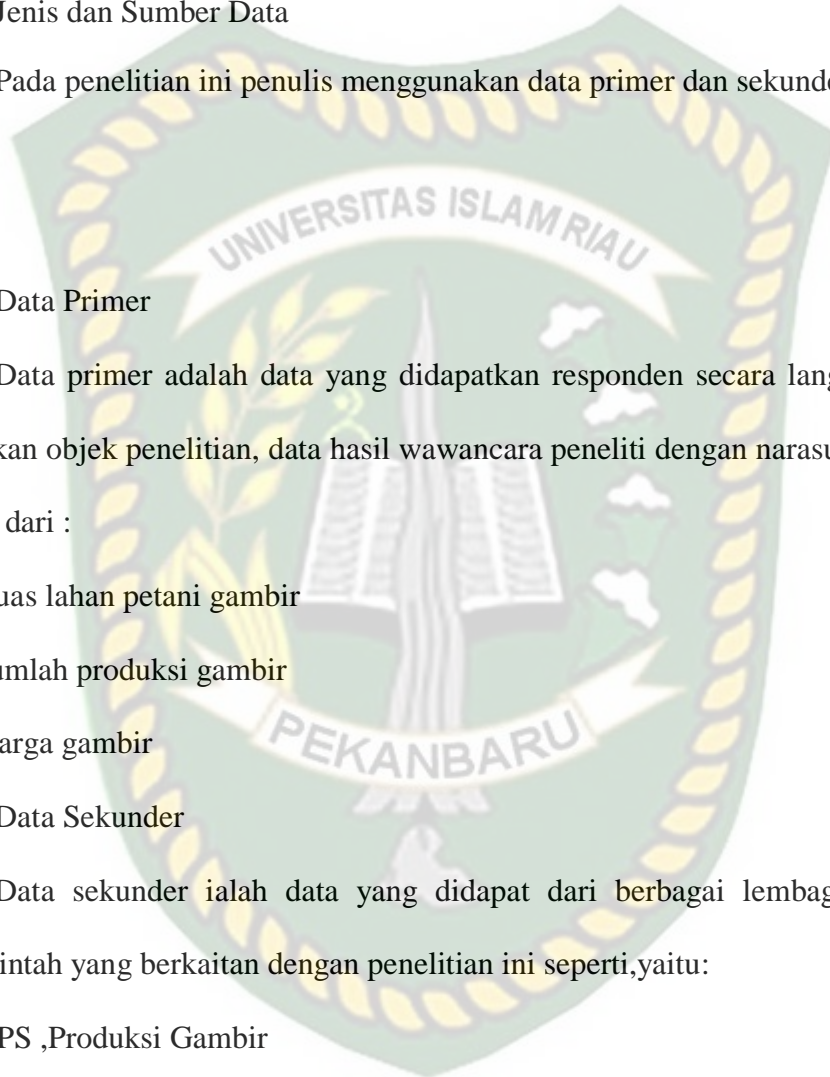 Jenis dan Sumber Data
Pada penelitian ini penulis menggunakan data primer dan sekunde
UNIVERSITAS ISLAM RIAU
Data Primer
Data primer adalah data yang didapatkan responden secara lang
kan objek penelitian, data hasil wawancara peneliti dengan narasu
dari :
uas lahan petani gambir
umlah produksi gambir
arga gambir
PEKANBARU
Data Sekunder
Data sekunder ialah data yang didapat dari berbagai lembag
intah yang berkaitan dengan penelitian ini seperti,yaitu:
PS ,Produksi Gambir